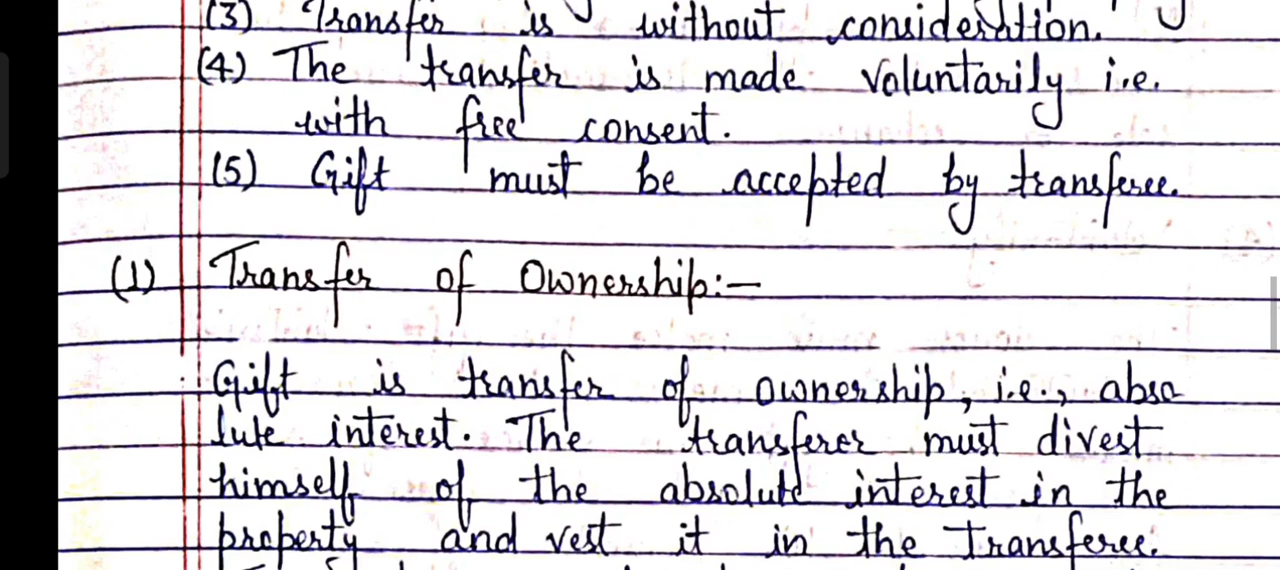 (3) Transfer is without consideration.
(4) The transfer is made voluntarily i.e.
with free consent.
(5) Gift must be accepted by transferee.
(1) Transfer of Ownership:-
Gift is transfer of ownership, i.e., abso
lute interest. The transferer must divest
himself of the absolute interest in the
property and vest it in the Transferee.